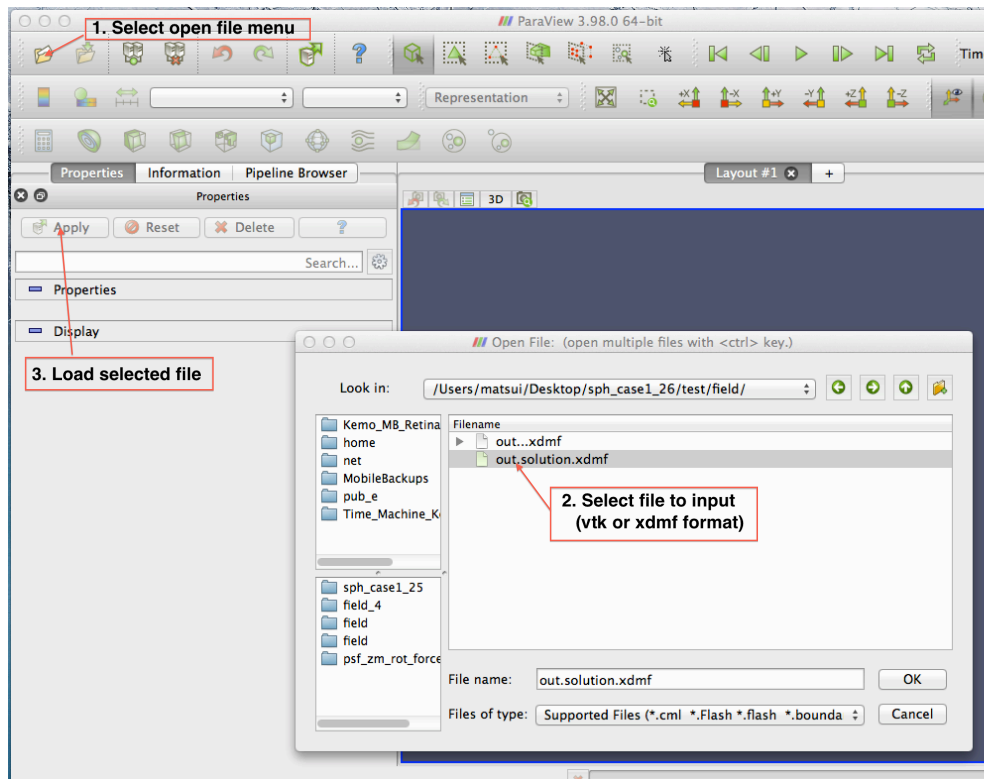 ParaView 3.98.0 64-bit
1. Select open file menu
?
Tim
Representation
+X
-X
+Y
-Y
+Z
-Z
Properties
Information
Pipeline Browser
Layout #1
+
Properties
3D
Apply
Reset
Delete
?
Search...
Properties
Display
Open File: (open multiple files with <ctrl> key.)
3. Load selected file
Look in:
/Users/matsui/Desktop/sph_case1_26/test/field/
Kemo_MB_Retina
home
net
MobileBackups
pub_e
Time_Machine_K
Filename
out...xdmf
out.solution.xdmf
2. Select file to input
(vtk or xdmf format)
sph_case1_25
field_4
field
field
psf_zm_rot_force
File name:
out.solution.xdmf
OK
Files of type:
Supported Files (*.cml *.Flash *.flash *.bounda
Cancel